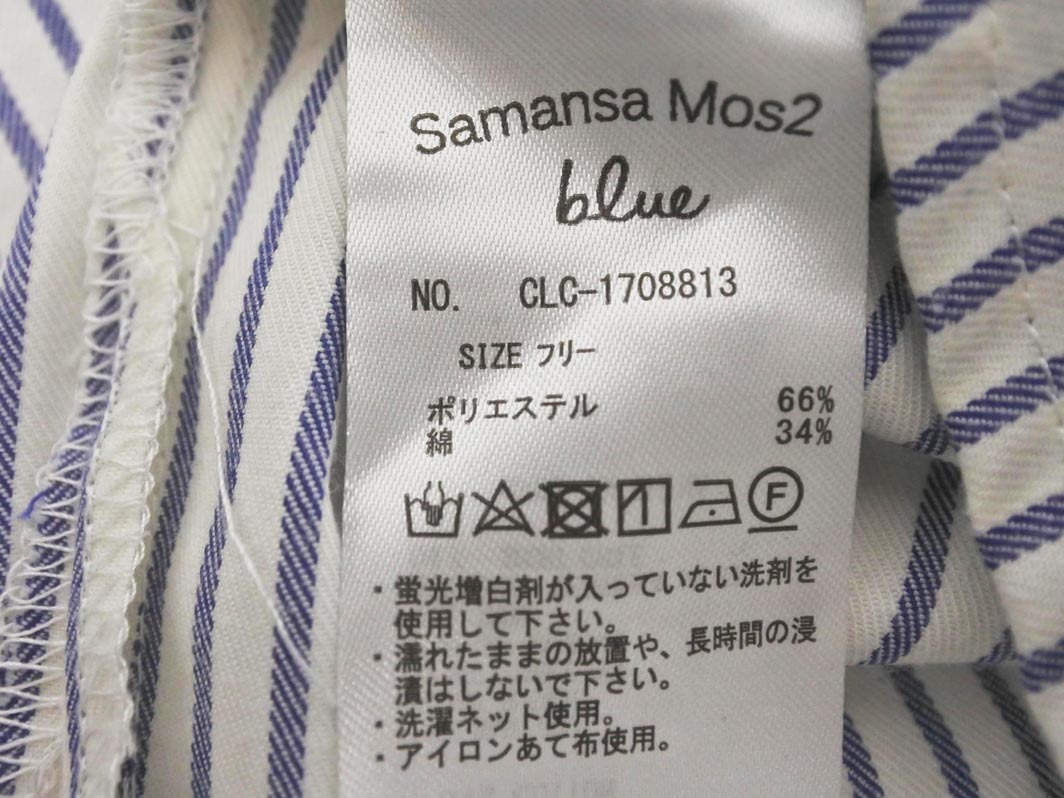 Samansa Mos2
blue
NO. CLC-1708813
SIZE フリー
ポリエステル 66%
綿 34%
F
・蛍光増白剤が入っていない洗剤を
使用して下さい。
・濡れたままの放置や、長時間の浸
漬はしないで下さい。
・洗濯ネット使用。
・アイロンあて布使用。